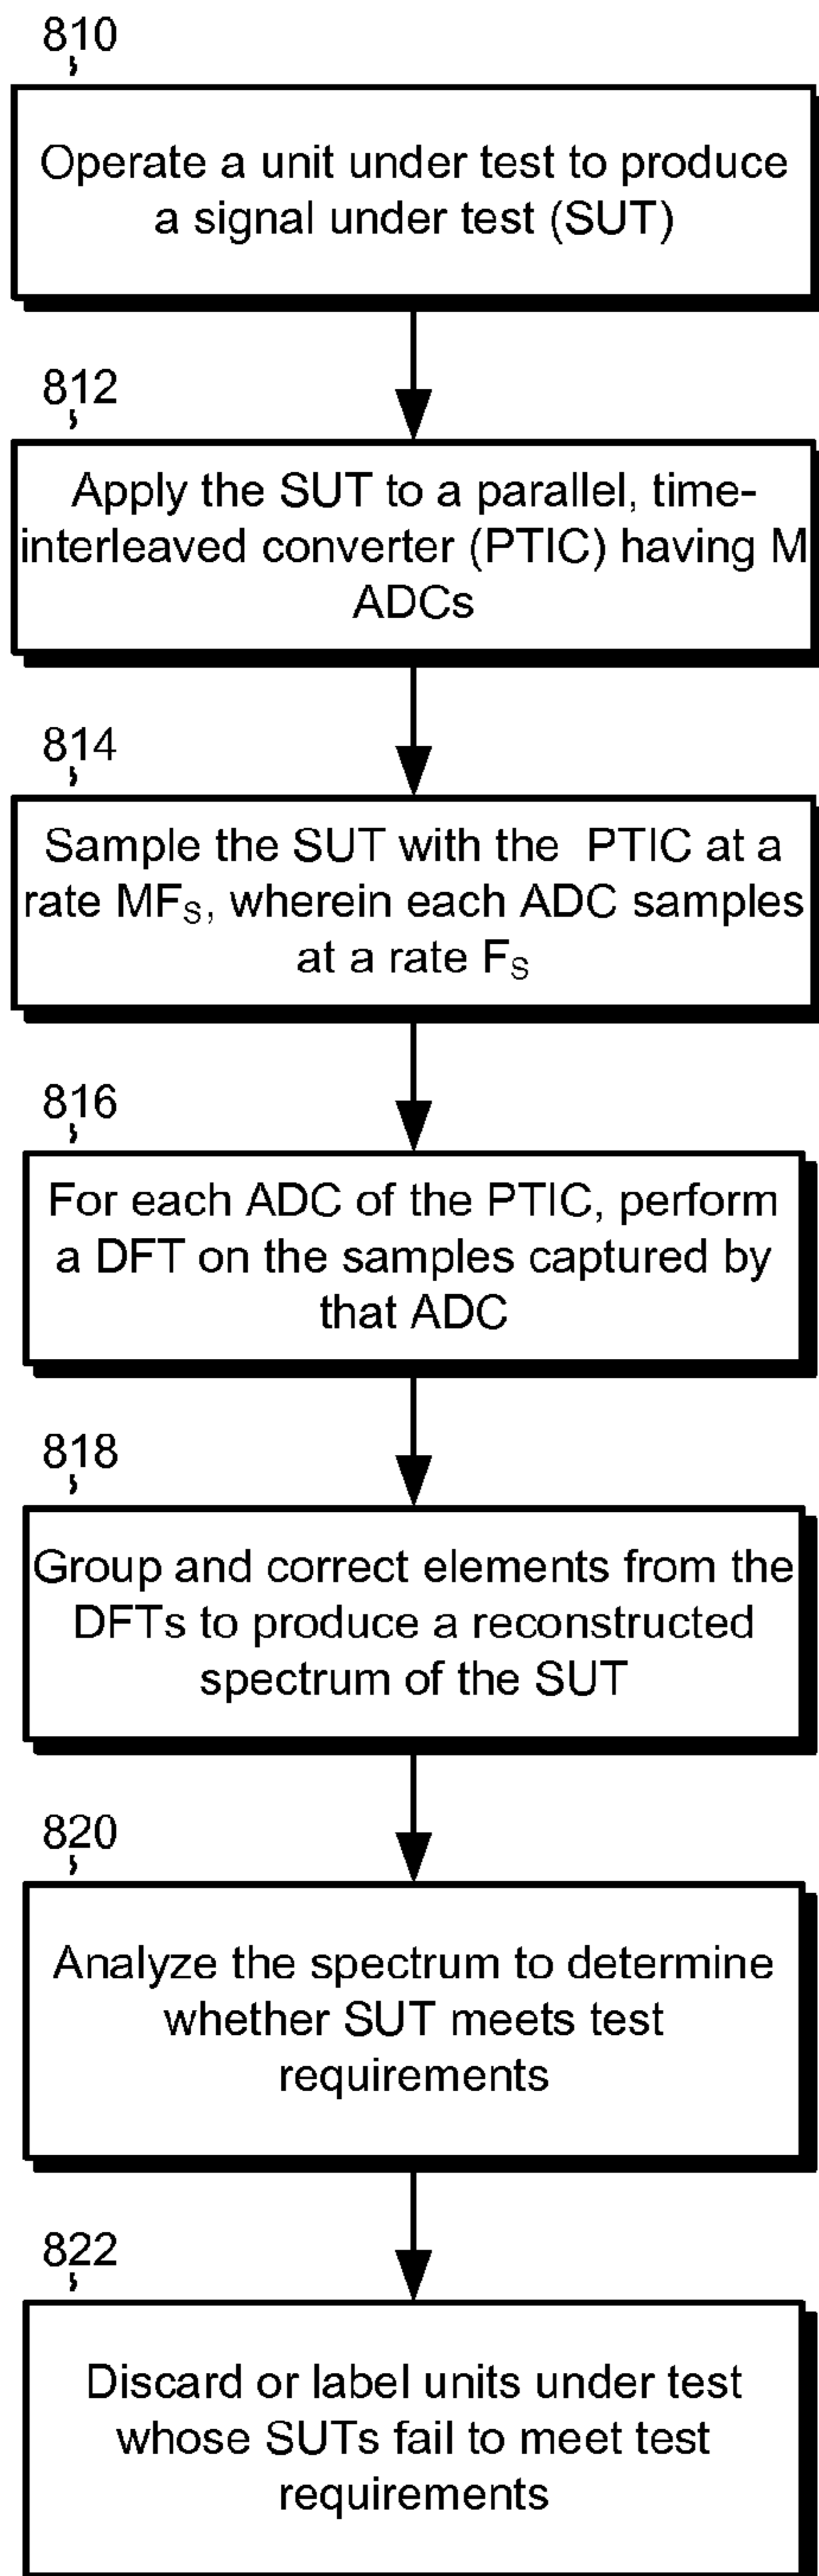 810
Operate a unit under test to produce
a signal under test (SUT)
812
Apply the SUT to a parallel, time-
interleaved converter (PTIC) having M
ADCs
814
Sample the SUT with the PTIC at a
rate MFS, wherein each ADC samples
at a rate FS
816
For each ADC of the PTIC, perform
a DFT on the samples captured by
that ADC
818
Group and correct elements from the
DFTs to produce a reconstructed
spectrum of the SUT
820
Analyze the spectrum to determine
whether SUT meets test
requirements
822
Discard or label units under test
whose SUTs fail to meet test
requirements